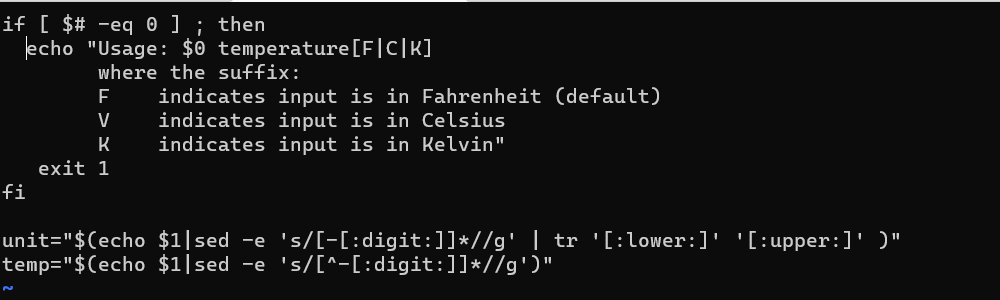 if [ $# -eq 0 ] ; then
  echo "Usage: $0 temperature[F|C|K]
        where the suffix:
        F    indicates input is in Fahrenheit (default)
        V    indicates input is in Celsius
        K    indicates input is in Kelvin"
   exit 1
fi

unit="$(echo $1|sed -e 's/[-[:digit:]]*//g' | tr '[:lower:]' '[:upper:]' )"
temp="$(echo $1|sed -e 's/[^-[:digit:]]*//g')"
~